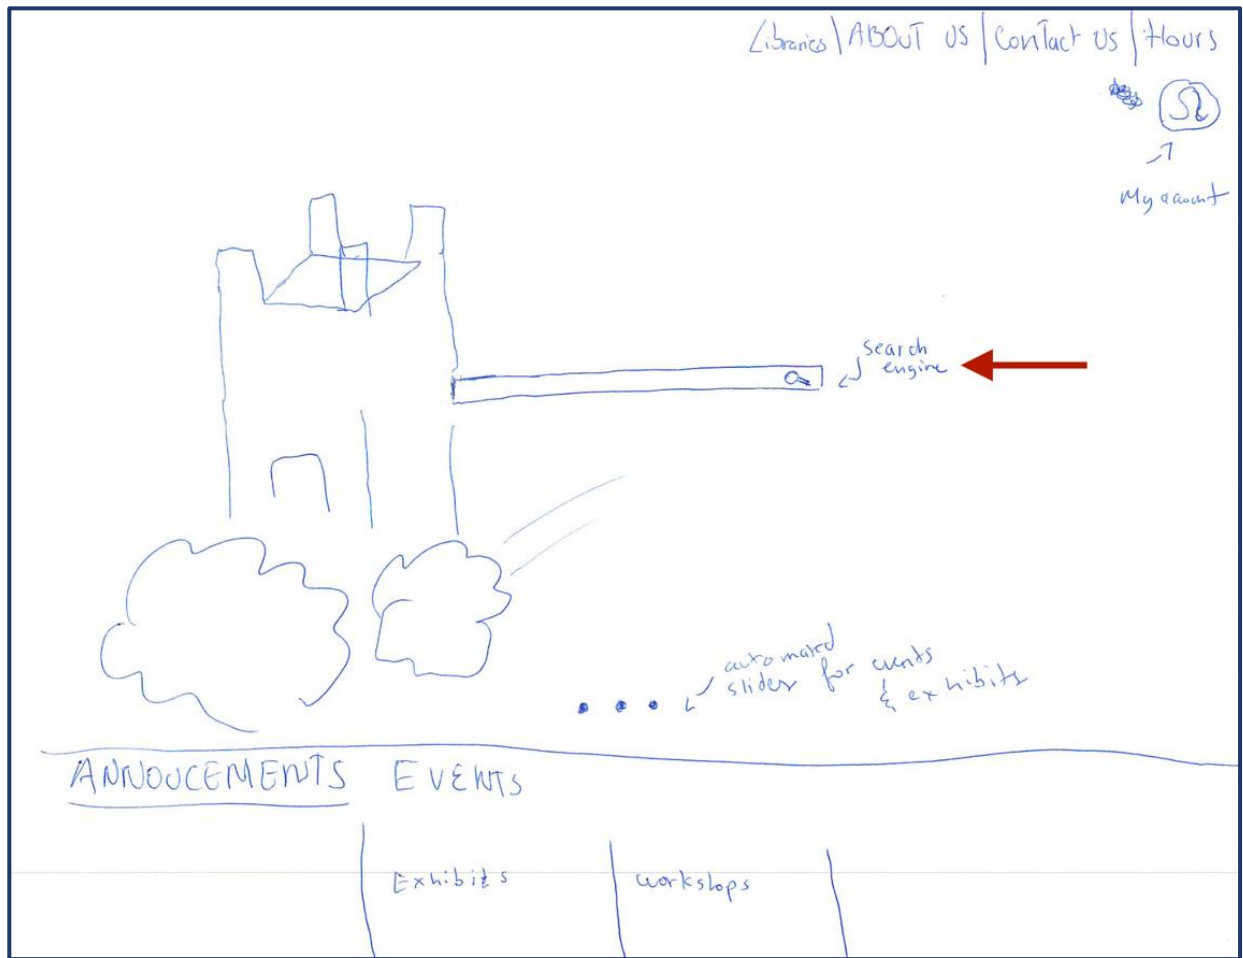 Libraries | ABOUT US | Contact Us | Hours
My account
search
engine
automated
slider for events
& exhibits
ANNOUCEMENTS EVENTS
Exhibits workshops